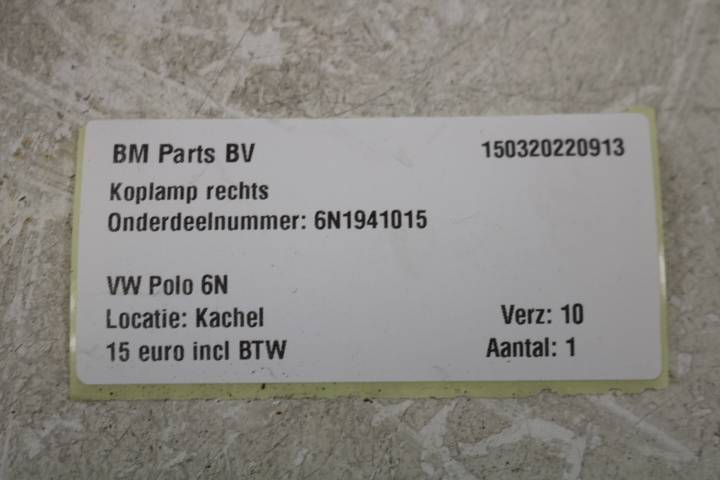 BM Parts BV 150320220913
Koplamp rechts
Onderdeelnummer: 6N1941015
VW Polo 6N
Locatie: Kachel Verz: 10
15 euro incl BTW Aantal: 1